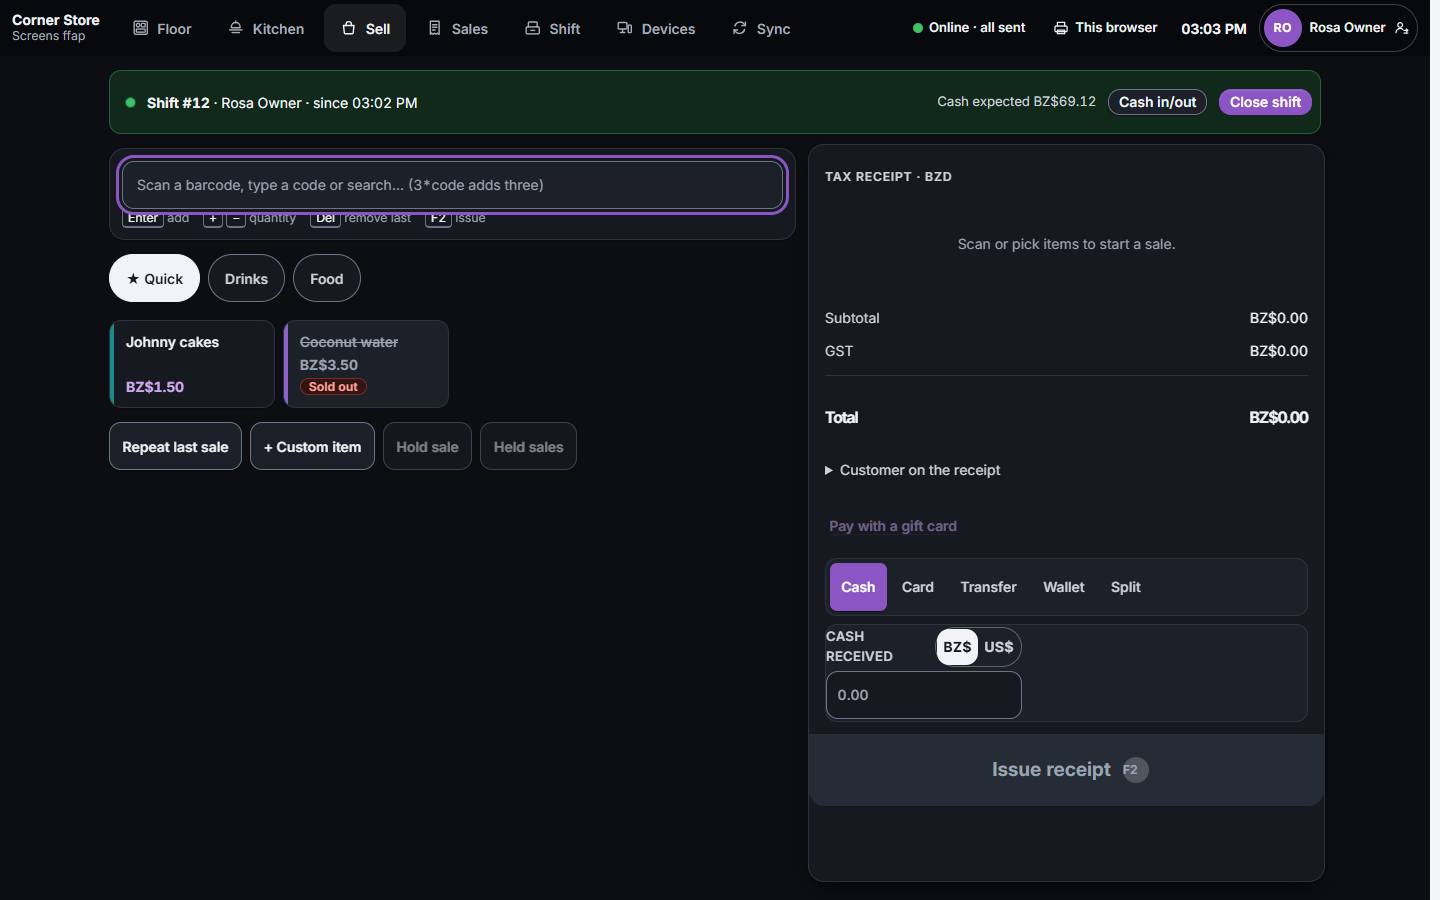 Corner Store
Screens ffap
Floor
Kitchen
Sell
Sales
Shift
Devices
Sync
Online · all sent
This browser
03:03 PM
RO
Rosa Owner
Shift #12 · Rosa Owner · since 03:02 PM
Cash expected BZ$69.12
Cash in/out
Close shift
Scan a barcode, type a code or search... (3*code adds three)
Enter add + − quantity Del remove last F2 Issue
★ Quick
Drinks
Food
Johnny cakes
BZ$1.50
Coconut water
BZ$3.50
Sold out
Repeat last sale
+ Custom item
Hold sale
Held sales
TAX RECEIPT · BZD
Scan or pick items to start a sale.
Subtotal BZ$0.00
GST BZ$0.00
Total BZ$0.00
▶ Customer on the receipt
Pay with a gift card
Cash
Card
Transfer
Wallet
Split
CASH RECEIVED
BZ$ US$
0.00
Issue receipt F2